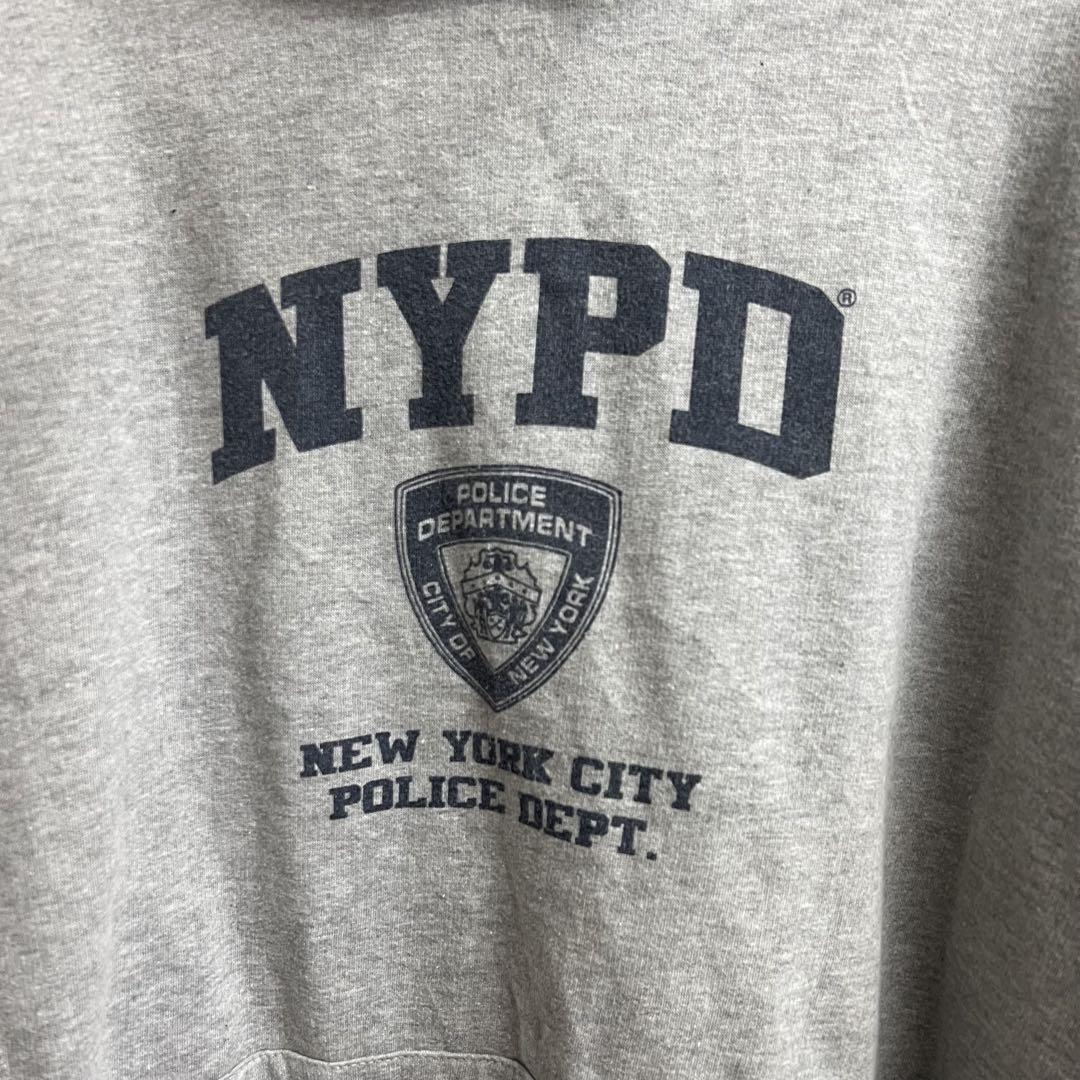 NYPD®
POLICE
DEPARTMENT
CITY OF
NEW YORK
NEW YORK CITY
POLICE DEPT.